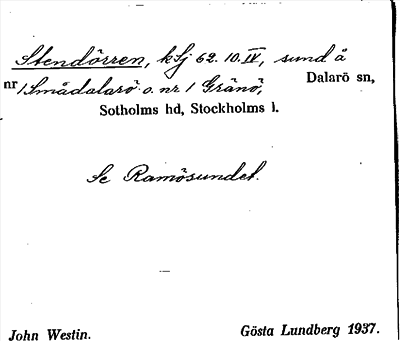 Stendörren, kSj 62. 10. IV, sund å
nr 1 Smådalarö o. nr 1 Gränö, Dalarö sn,
Sotholms hd, Stockholms l.
Se Ramösundet.
John Westin. Gösta Lundberg 1937.